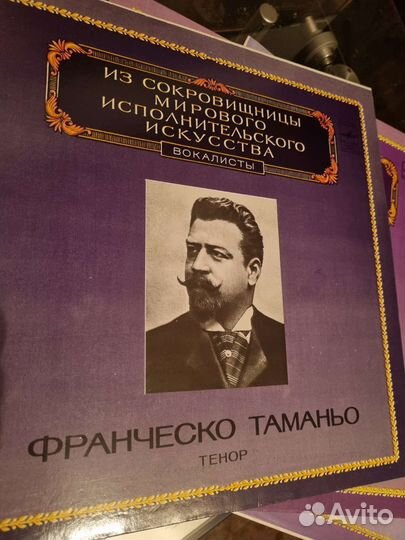 ИЗ СОКРОВИЩНИЦЫ
МИРОВОГО
ИСПОЛНИТЕЛЬСКОГО
ИСКУССТВА
ВОКАЛИСТЫ
ФРАНЧЕСКО ТАМАНЬО
ТЕНОР
Avito